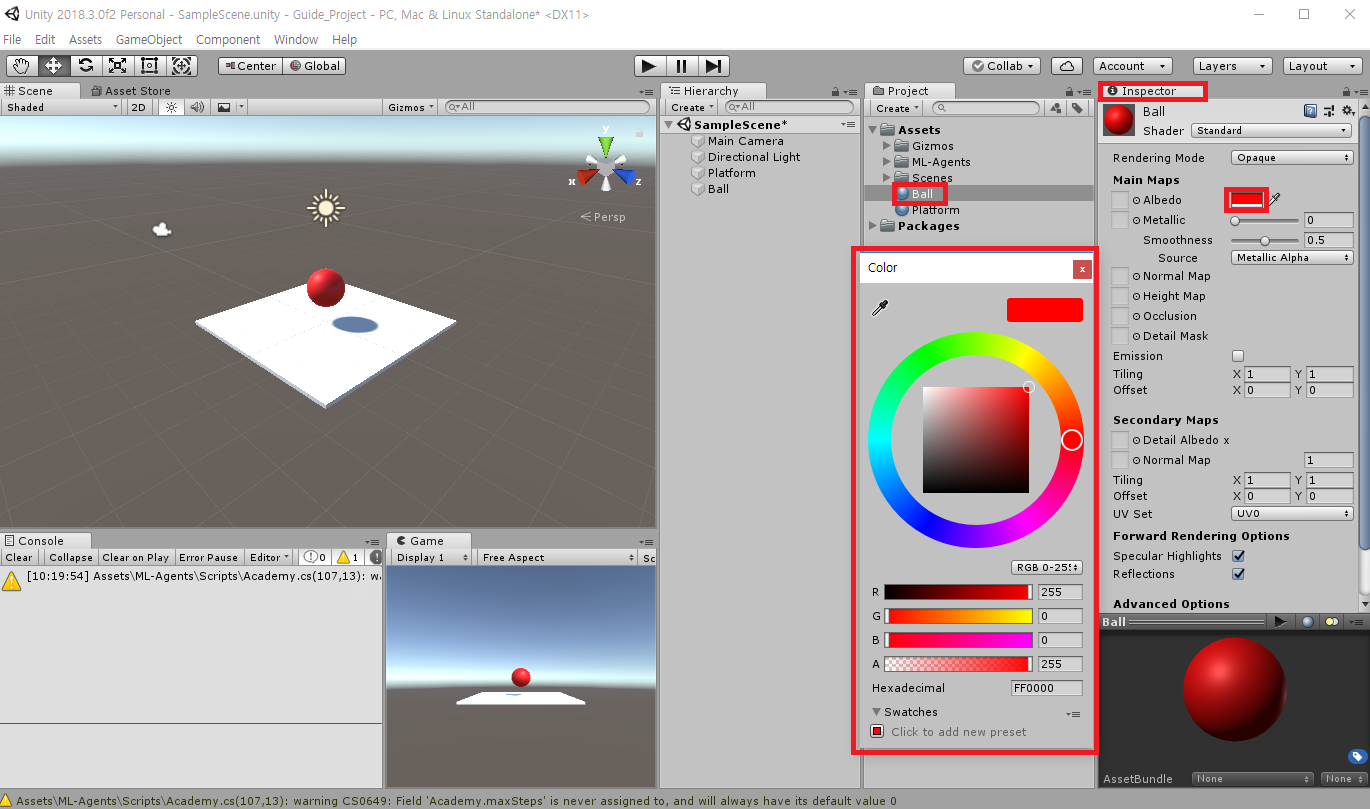 Unity 2018.3.0f2 Personal - SampleScene.unity - Guide_Project - PC, Mac & Linux Standalone* <DX11>
File Edit Assets GameObject Component Window Help
Center Global Collab Account Layers Layout
Scene Asset Store
Shaded 2D Gizmos All
y
x z
Persp
Hierarchy
Create All
SampleScene*
Main Camera
Directional Light
Platform
Ball
Project
Create
Assets
Gizmos
ML-Agents
Scenes
Ball
Platform
Packages
Color
RGB 0-255
R 255
G 0
B 0
A 255
Hexadecimal FF0000
Swatches
Click to add new preset
Inspector
Ball
Shader Standard
Rendering Mode Opaque
Main Maps
Albedo
Metallic 0
Smoothness 0.5
Source Metallic Alpha
Normal Map
Height Map
Occlusion
Detail Mask
Emission
Tiling X 1 Y 1
Offset X 0 Y 0
Secondary Maps
Detail Albedo x
Normal Map 1
Tiling X 1 Y 1
Offset X 0 Y 0
UV Set UV0
Forward Rendering Options
Specular Highlights
Reflections
Advanced Options
Ball
AssetBundle None None
Console
Clear Collapse Clear on Play Error Pause Editor 0 1
[10:19:54] Assets\ML-Agents\Scripts\Academy.cs(107,13): wa
Game
Display 1 Free Aspect Sc
Assets\ML-Agents\Scripts\Academy.cs(107,13): warning CS0649: Field 'Academy.maxSteps' is never assigned to, and will always have its default value 0